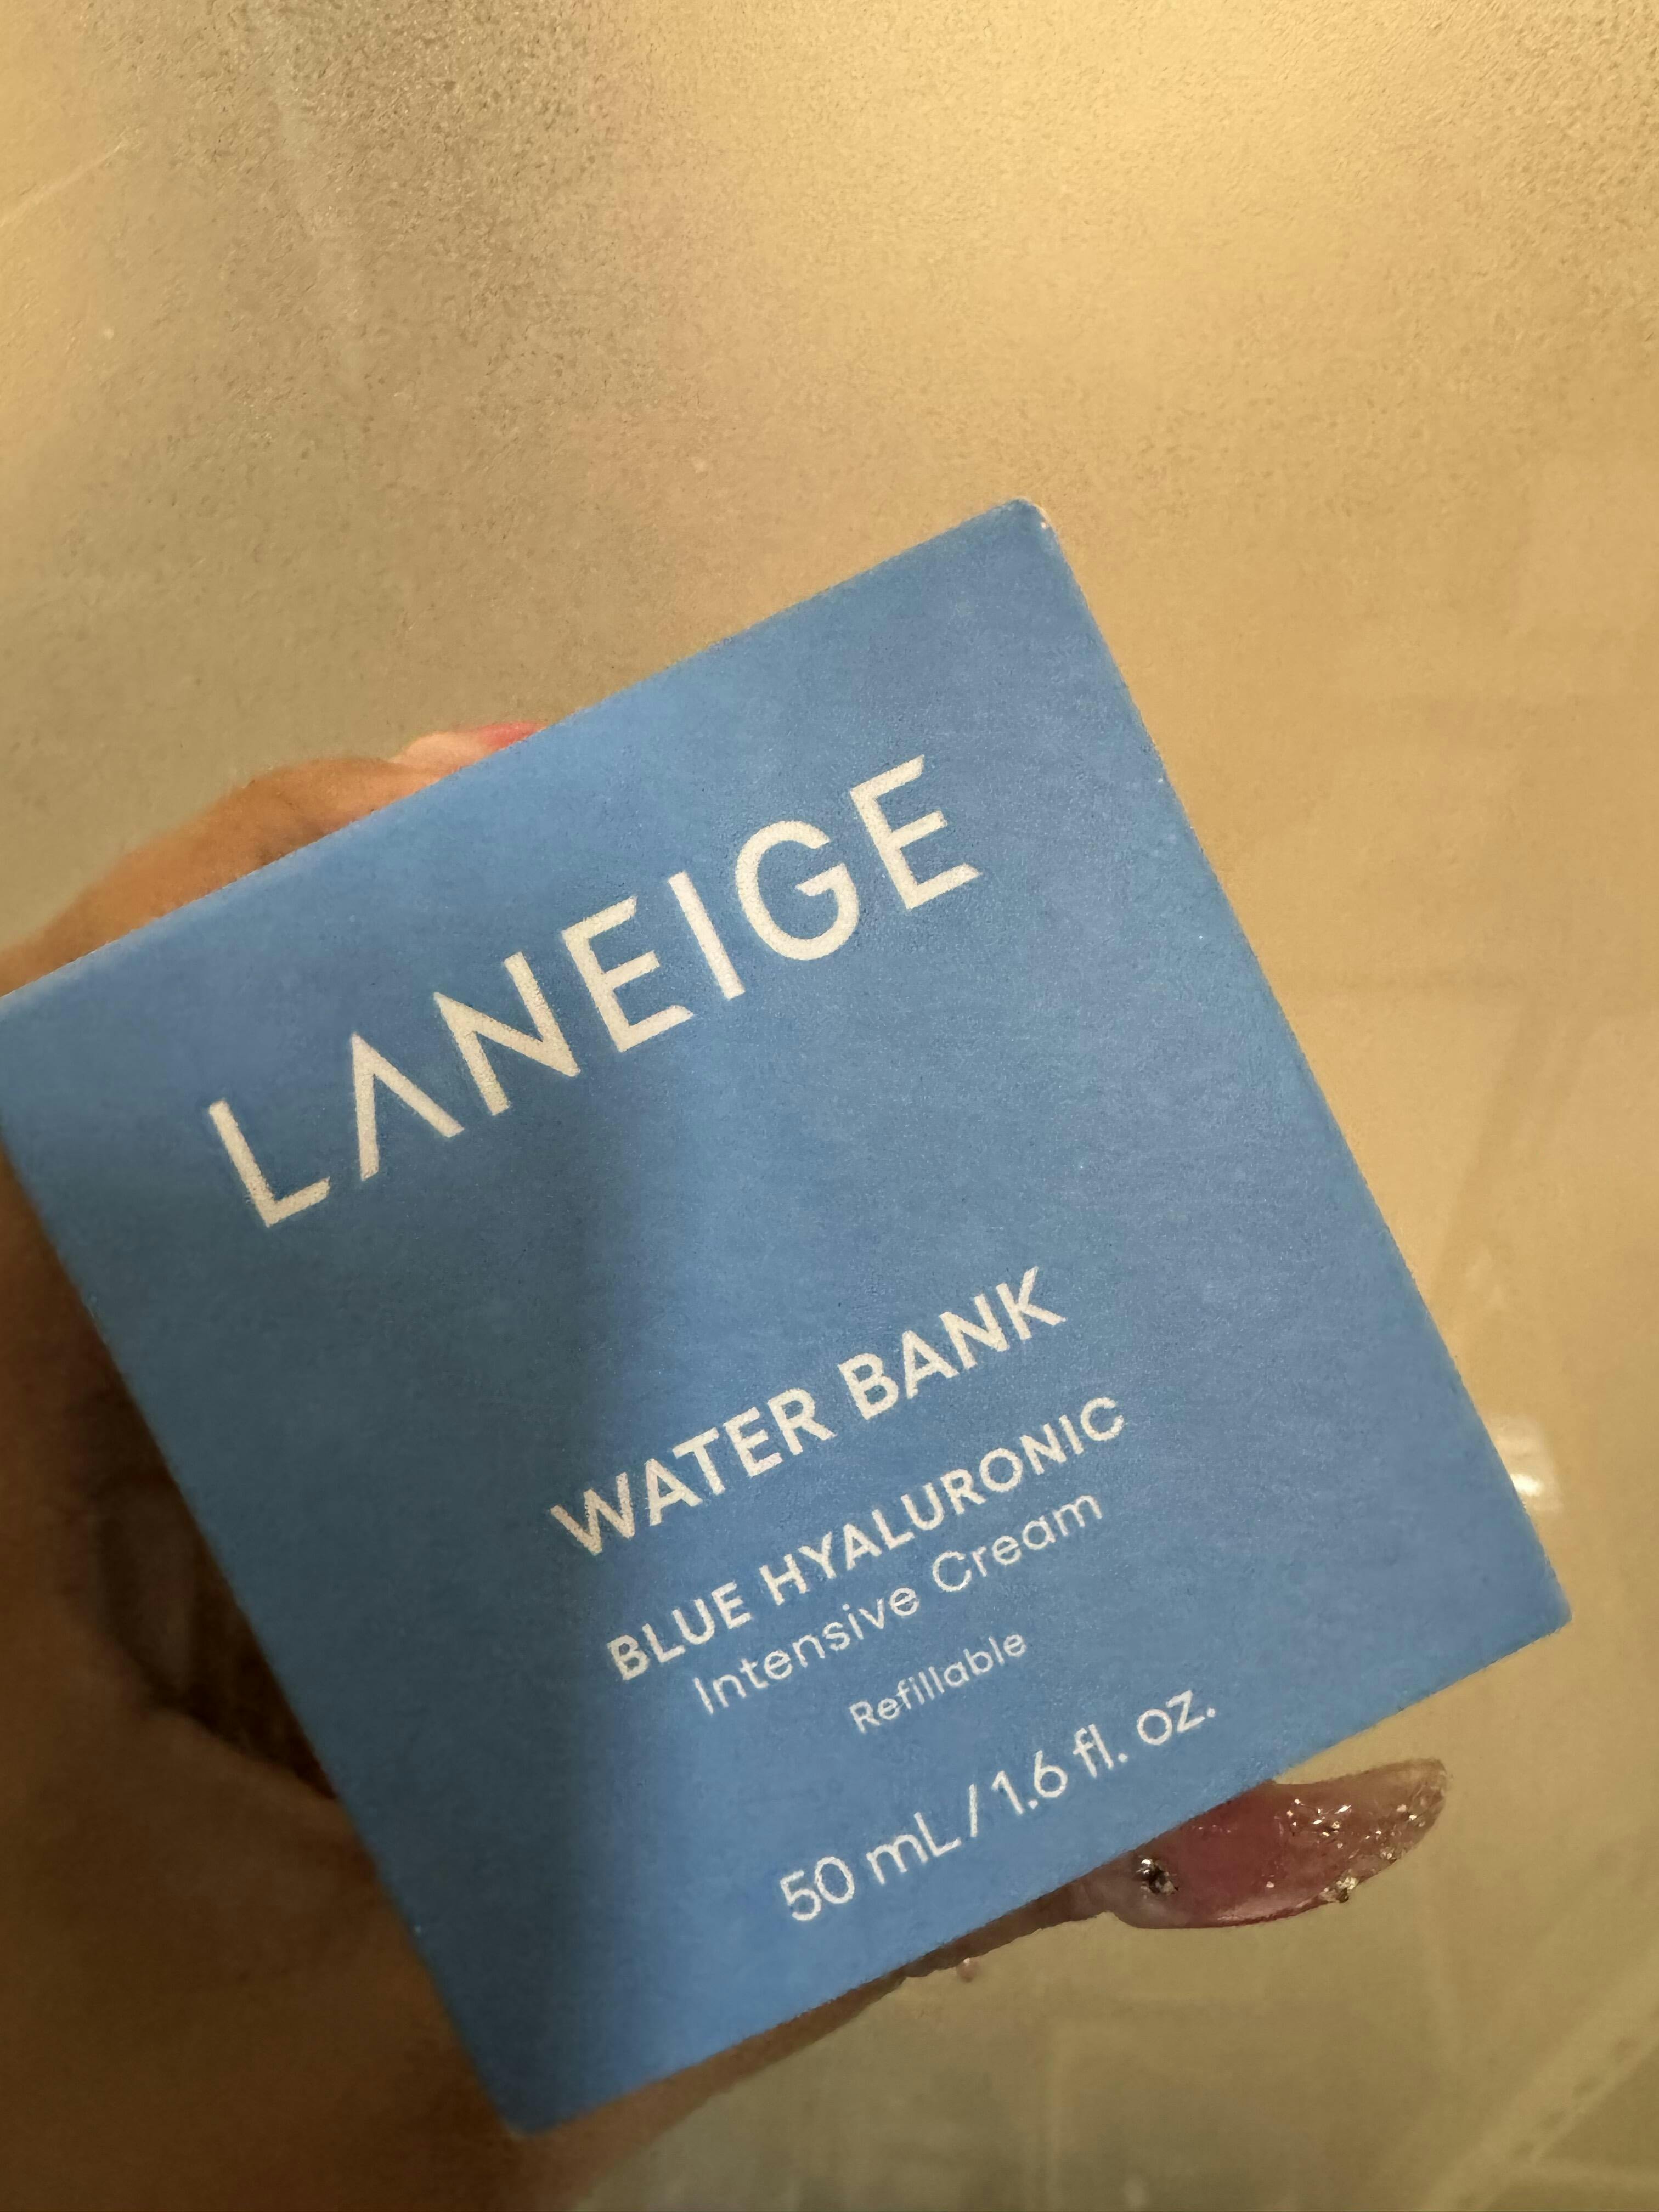 LANEIGE
WATER BANK
BLUE HYALURONIC
Intensive Cream
Refillable
50 mL / 1.6 fl. oz.